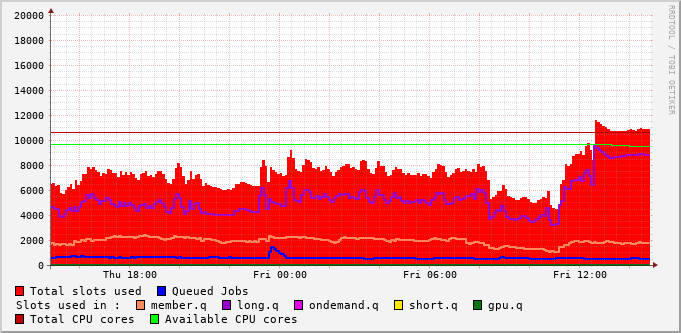 RRDTOOL / TOBI OETIKER
20000
18000
16000
14000
12000
10000
8000
6000
4000
2000
0
Thu 18:00 Fri 00:00 Fri 06:00 Fri 12:00
Total slots used Queued Jobs
Slots used in : member.q long.q ondemand.q short.q gpu.q
Total CPU cores Available CPU cores